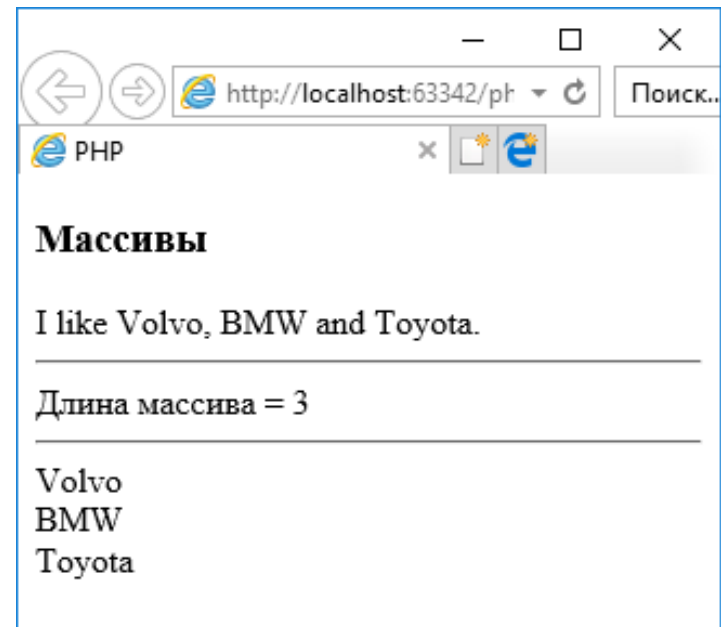 http://localhost:63342/ph
Поиск...
PHP
Массивы
I like Volvo, BMW and Toyota.
Длина массива = 3
Volvo
BMW
Toyota